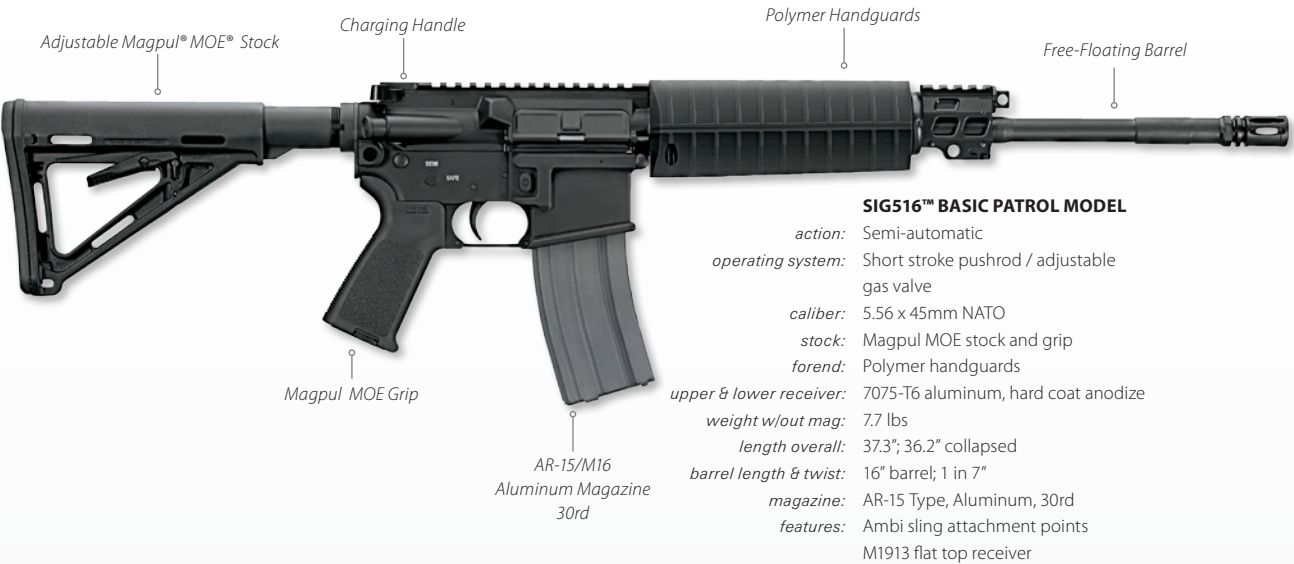 Polymer Handguards
Charging Handle
Adjustable Magpul® MOE® Stock
Free-Floating Barrel
SEMI
SAFE
SIG516™ BASIC PATROL MODEL
action: Semi-automatic
operating system: Short stroke pushrod / adjustable
gas valve
caliber: 5.56 x 45mm NATO
stock: Magpul MOE stock and grip
forend: Polymer handguards
upper & lower receiver: 7075-T6 aluminum, hard coat anodize
weight w/out mag: 7.7 lbs
length overall: 37.3”; 36.2” collapsed
barrel length & twist: 16” barrel; 1 in 7”
magazine: AR-15 Type, Aluminum, 30rd
features: Ambi sling attachment points
M1913 flat top receiver
Magpul MOE Grip
AR-15/M16
Aluminum Magazine
30rd